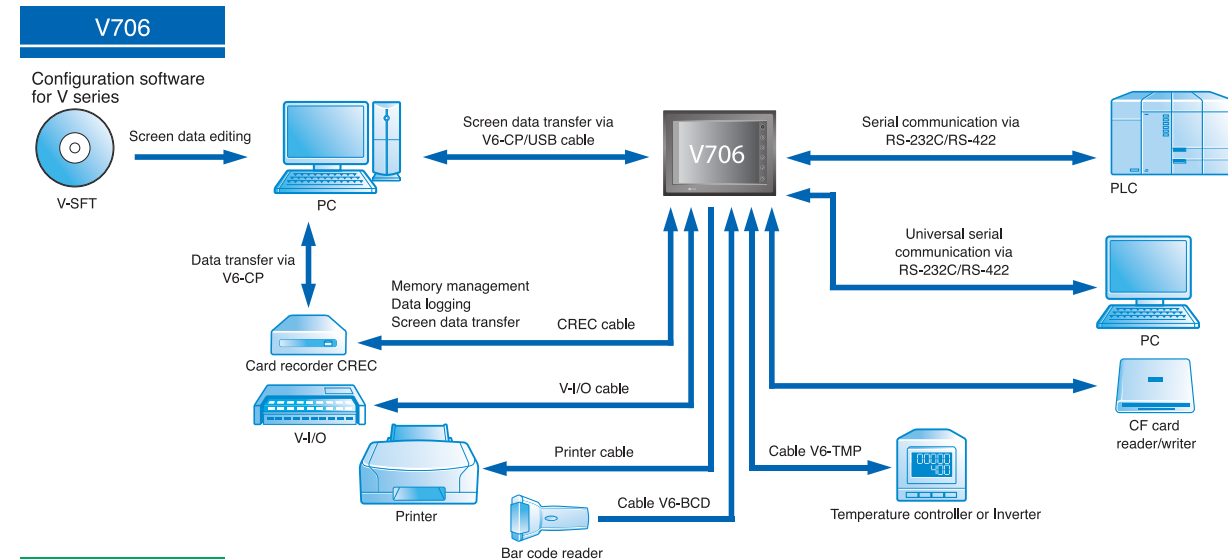 V706
Configuration software
for V series
Screen data editing
V-SFT
PC
Screen data transfer via
V6-CP/USB cable
V706
Serial communication via
RS-232C/RS-422
PLC
Universal serial
communication via
RS-232C/RS-422
PC
Data transfer via
V6-CP
Memory management
Data logging
Screen data transfer
CREC cable
Card recorder CREC
V-I/O cable
V-I/O
CF card
reader/writer
Printer cable
Printer
Cable V6-TMP
00000
400
Temperature controller or Inverter
Cable V6-BCD
Bar code reader